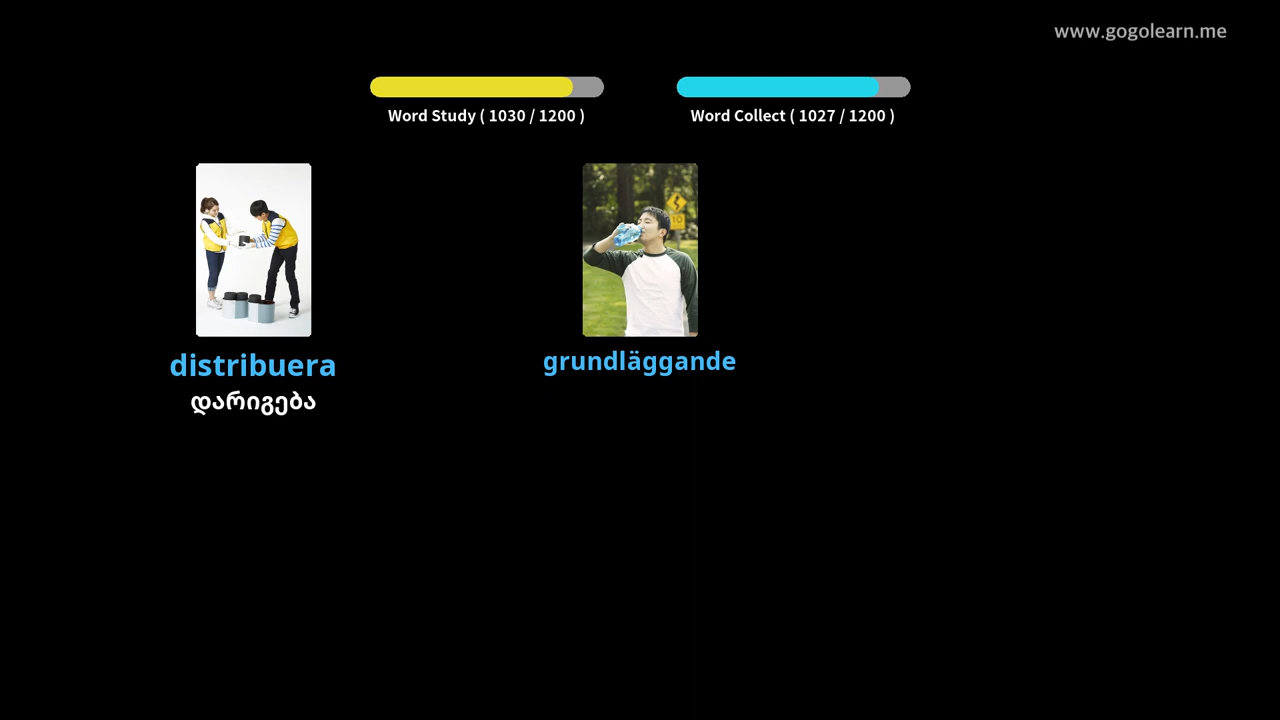 www.gogolearn.me
Word Study ( 1030 / 1200 )
Word Collect ( 1027 / 1200 )
distribuera
დარიგება
grundläggande